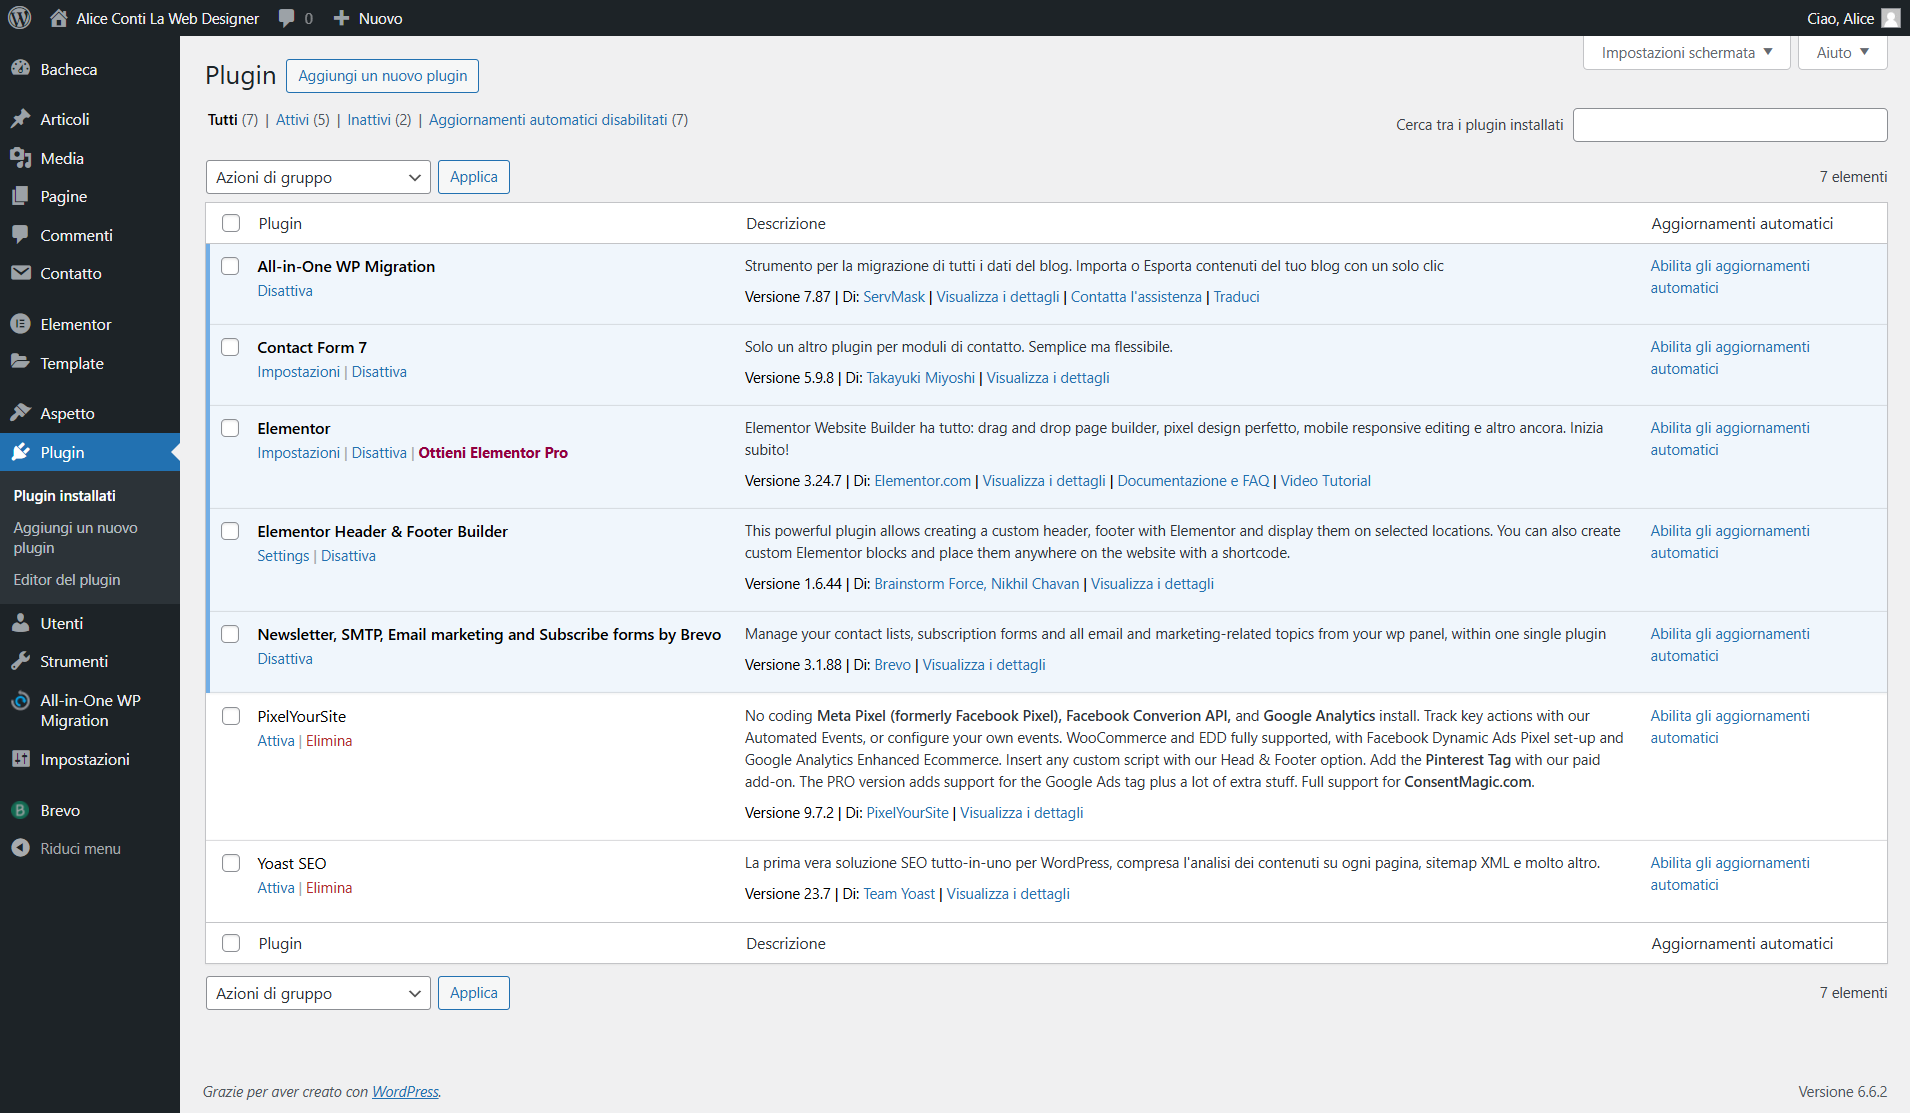 Alice Conti La Web Designer 0 Nuovo Ciao, Alice
Bacheca
Articoli
Media
Pagine
Commenti
Contatto
Elementor
Template
Aspetto
Plugin
Plugin installati
Aggiungi un nuovo
plugin
Editor del plugin
Utenti
Strumenti
All-in-One WP
Migration
Impostazioni
Brevo
Riduci menu
Impostazioni schermata Aiuto
Plugin Aggiungi un nuovo plugin
Tutti (7) | Attivi (5) | Inattivi (2) | Aggiornamenti automatici disabilitati (7)
Cerca tra i plugin installati
Azioni di gruppo Applica 7 elementi
Plugin Descrizione Aggiornamenti automatici
All-in-One WP Migration
Disattiva
Strumento per la migrazione di tutti i dati del blog. Importa o Esporta contenuti del tuo blog con un solo clic
Versione 7.87 | Di: ServMask | Visualizza i dettagli | Contatta l'assistenza | Traduci
Abilita gli aggiornamenti
automatici
Contact Form 7
Impostazioni | Disattiva
Solo un altro plugin per moduli di contatto. Semplice ma flessibile.
Versione 5.9.8 | Di: Takayuki Miyoshi | Visualizza i dettagli
Abilita gli aggiornamenti
automatici
Elementor
Impostazioni | Disattiva | Ottieni Elementor Pro
Elementor Website Builder ha tutto: drag and drop page builder, pixel design perfetto, mobile responsive editing e altro ancora. Inizia
subito!
Versione 3.24.7 | Di: Elementor.com | Visualizza i dettagli | Documentazione e FAQ | Video Tutorial
Abilita gli aggiornamenti
automatici
Elementor Header & Footer Builder
Settings | Disattiva
This powerful plugin allows creating a custom header, footer with Elementor and display them on selected locations. You can also create
custom Elementor blocks and place them anywhere on the website with a shortcode.
Versione 1.6.44 | Di: Brainstorm Force, Nikhil Chavan | Visualizza i dettagli
Abilita gli aggiornamenti
automatici
Newsletter, SMTP, Email marketing and Subscribe forms by Brevo
Disattiva
Manage your contact lists, subscription forms and all email and marketing-related topics from your wp panel, within one single plugin
Versione 3.1.88 | Di: Brevo | Visualizza i dettagli
Abilita gli aggiornamenti
automatici
PixelYourSite
Attiva | Elimina
No coding Meta Pixel (formerly Facebook Pixel), Facebook Converion API, and Google Analytics install. Track key actions with our
Automated Events, or configure your own events. WooCommerce and EDD fully supported, with Facebook Dynamic Ads Pixel set-up and
Google Analytics Enhanced Ecommerce. Insert any custom script with our Head & Footer option. Add the Pinterest Tag with our paid
add-on. The PRO version adds support for the Google Ads tag plus a lot of extra stuff. Full support for ConsentMagic.com.
Versione 9.7.2 | Di: PixelYourSite | Visualizza i dettagli
Abilita gli aggiornamenti
automatici
Yoast SEO
Attiva | Elimina
La prima vera soluzione SEO tutto-in-uno per WordPress, compresa l'analisi dei contenuti su ogni pagina, sitemap XML e molto altro.
Versione 23.7 | Di: Team Yoast | Visualizza i dettagli
Abilita gli aggiornamenti
automatici
Plugin Descrizione Aggiornamenti automatici
Azioni di gruppo Applica 7 elementi
Grazie per aver creato con WordPress. Versione 6.6.2